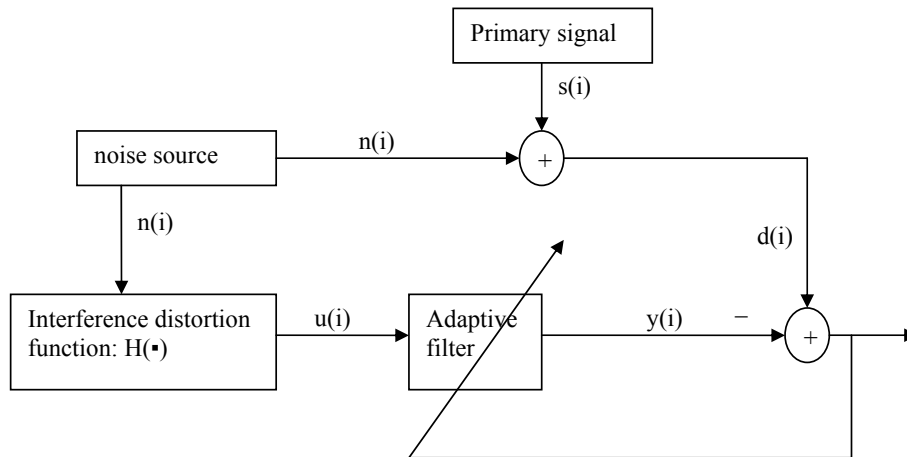 Primary signal
s(i)
noise source
n(i)
+
n(i)
d(i)
Interference distortion
function: H(▪)
u(i)
Adaptive
filter
y(i)
−
+